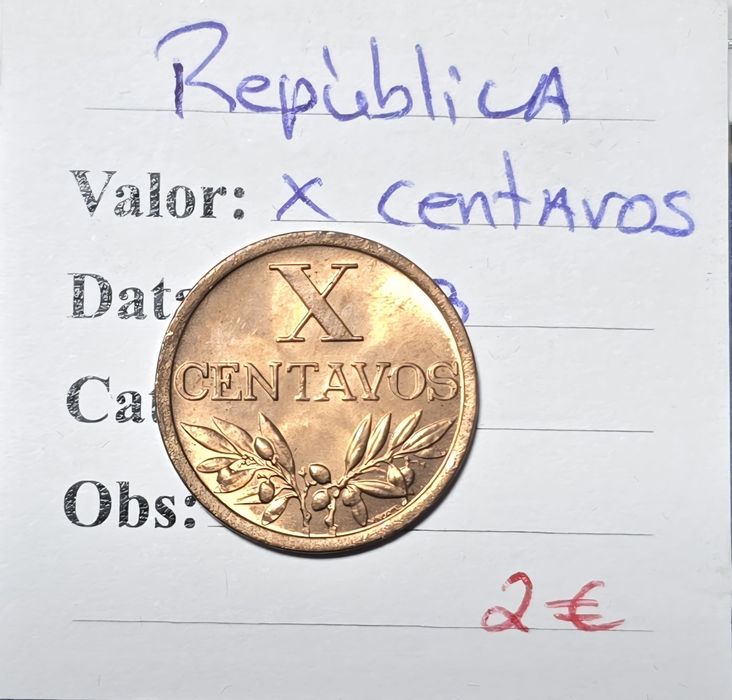 República
Valor: X centavos
X
CENTAVOS
Obs:
2€